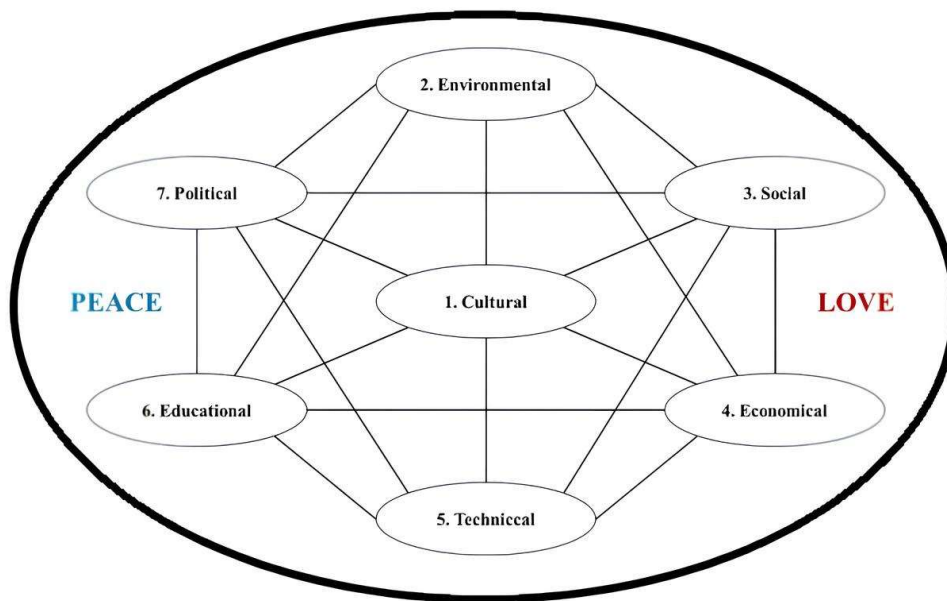 2. Environmental
7. Political
3. Social
PEACE
1. Cultural
LOVE
6. Educational
4. Economical
5. Techniccal